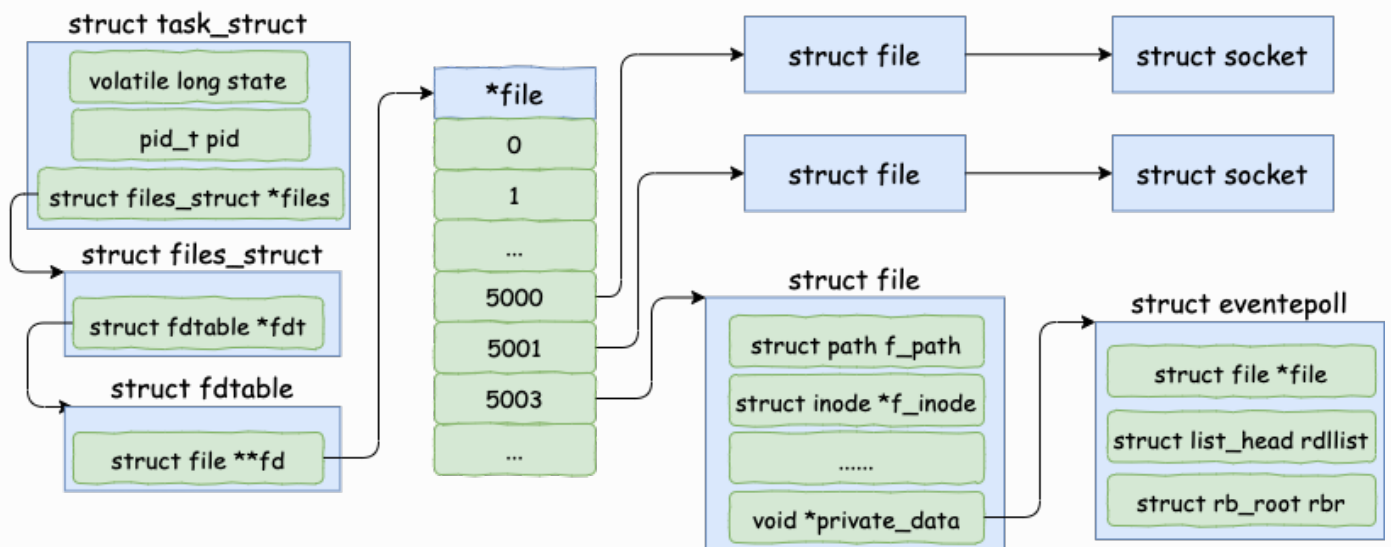 struct task_struct
volatile long state
pid_t pid
struct files_struct *files
struct files_struct
struct fdtable *fdt
struct fdtable
struct file **fd
*file
0
1
...
5000
5001
5003
...
struct file
struct socket
struct file
struct socket
struct file
struct path f_path
struct inode *f_inode
......
void *private_data
struct eventepoll
struct file *file
struct list_head rdllist
struct rb_root rbr